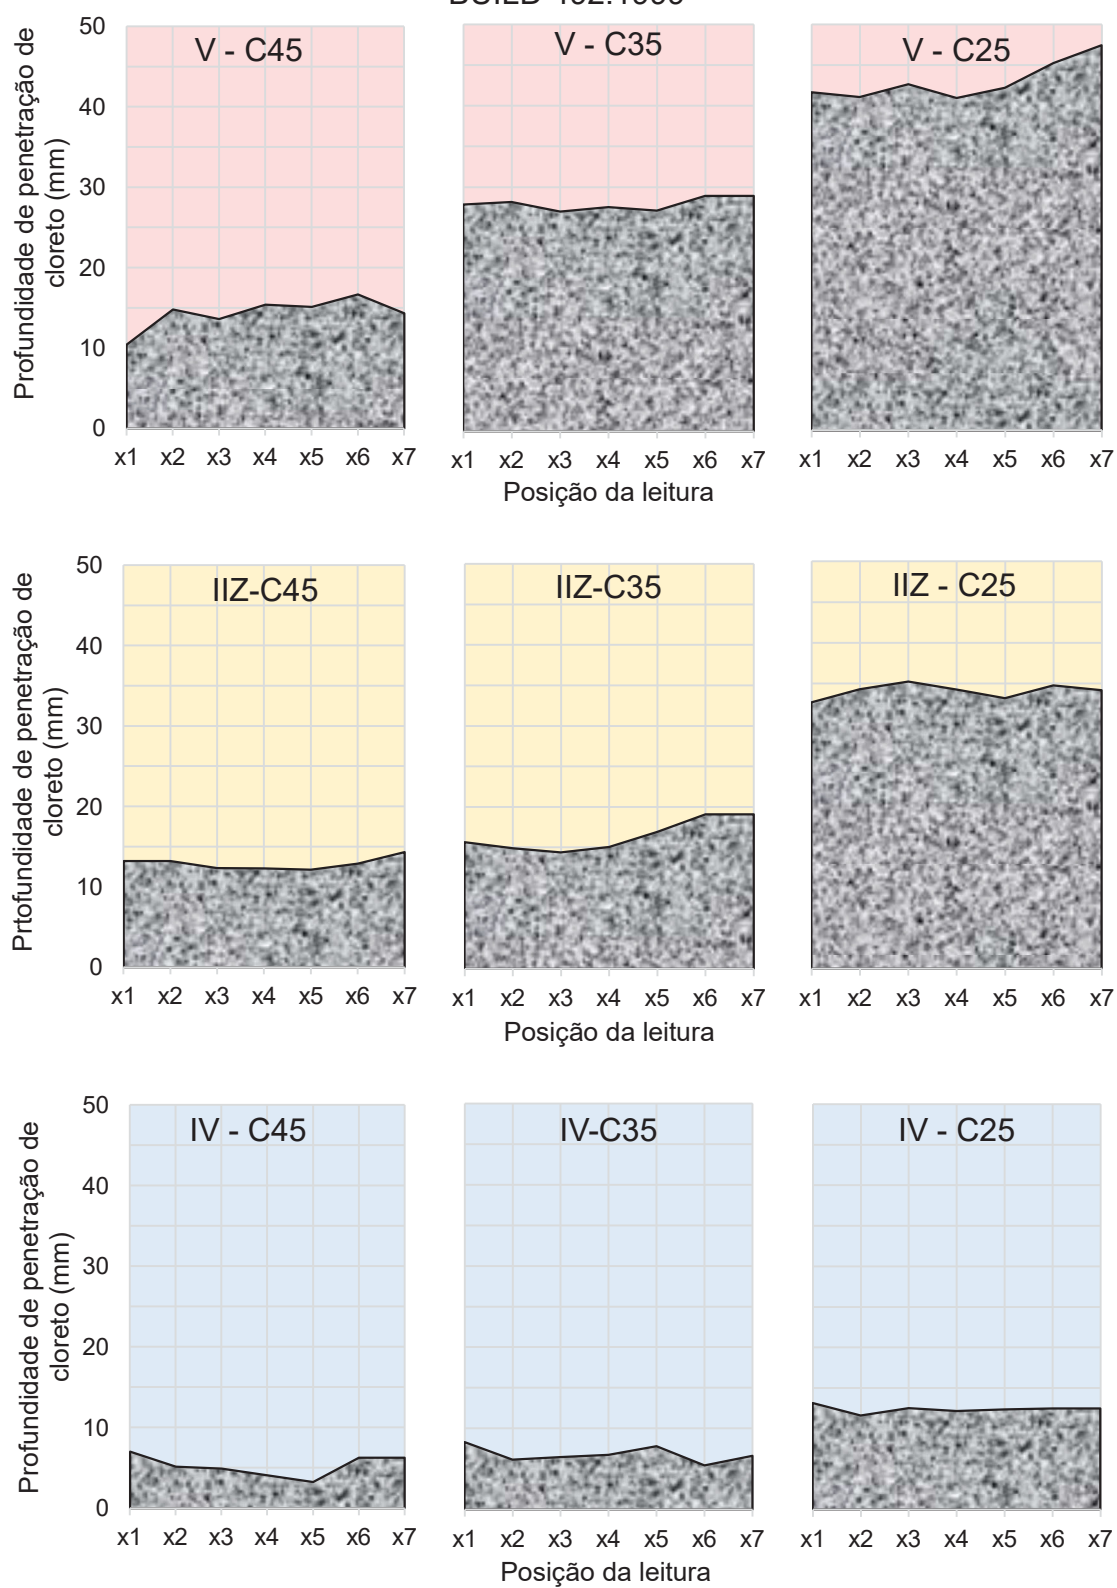 Profundidade de penetração de
cloreto (mm)
50
40
30
20
10
0
V - C45
V - C35
V - C25
x1 x2 x3 x4 x5 x6 x7
x1 x2 x3 x4 x5 x6 x7
x1 x2 x3 x4 x5 x6 x7
Posição da leitura
Prtofundidade de penetração de
cloreto (mm)
50
40
30
20
10
0
IIZ-C45
IIZ-C35
IIZ - C25
x1 x2 x3 x4 x5 x6 x7
x1 x2 x3 x4 x5 x6 x7
x1 x2 x3 x4 x5 x6 x7
Posição da leitura
Profundidade de penetração de
cloreto (mm)
50
40
30
20
10
0
IV - C45
IV-C35
IV - C25
x1 x2 x3 x4 x5 x6 x7
x1 x2 x3 x4 x5 x6 x7
x1 x2 x3 x4 x5 x6 x7
Posição da leitura